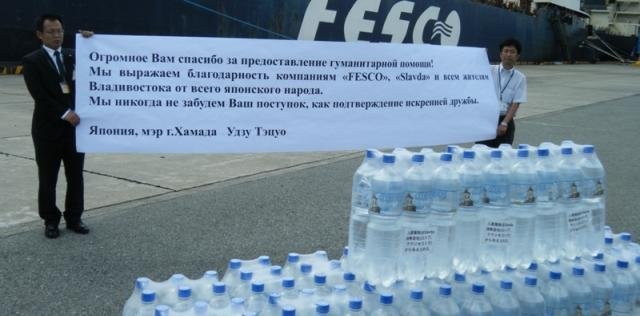 FESCO
Огромное Вам спасибо за предоставление гуманитарной помощи!
Мы выражаем благодарность компаниям «FESCO», «Slavda» и всем жителям
Владивостока от всего японского народа.
Мы никогда не забудем Ваш поступок, как подтверждение искренней дружбы.
Япония, мэр г.Хамада Удзу Тэцуо